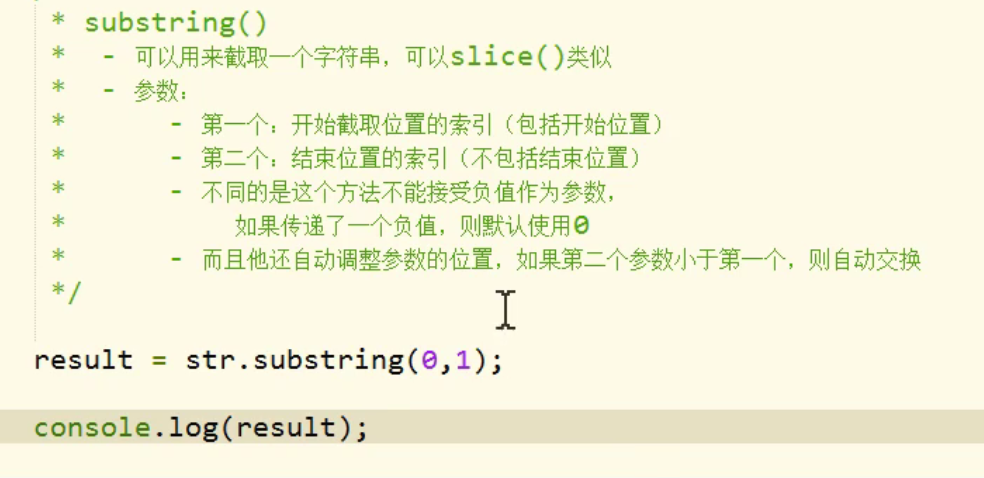 * substring()
* - 可以用来截取一个字符串，可以slice()类似
* - 参数：
* - 第一个：开始截取位置的索引（包括开始位置）
* - 第二个：结束位置的索引（不包括结束位置）
* - 不同的是这个方法不能接受负值作为参数，
* 如果传递了一个负值，则默认使用0
* - 而且他还自动调整参数的位置，如果第二个参数小于第一个，则自动交换
*/
result = str.substring(0,1);
console.log(result);